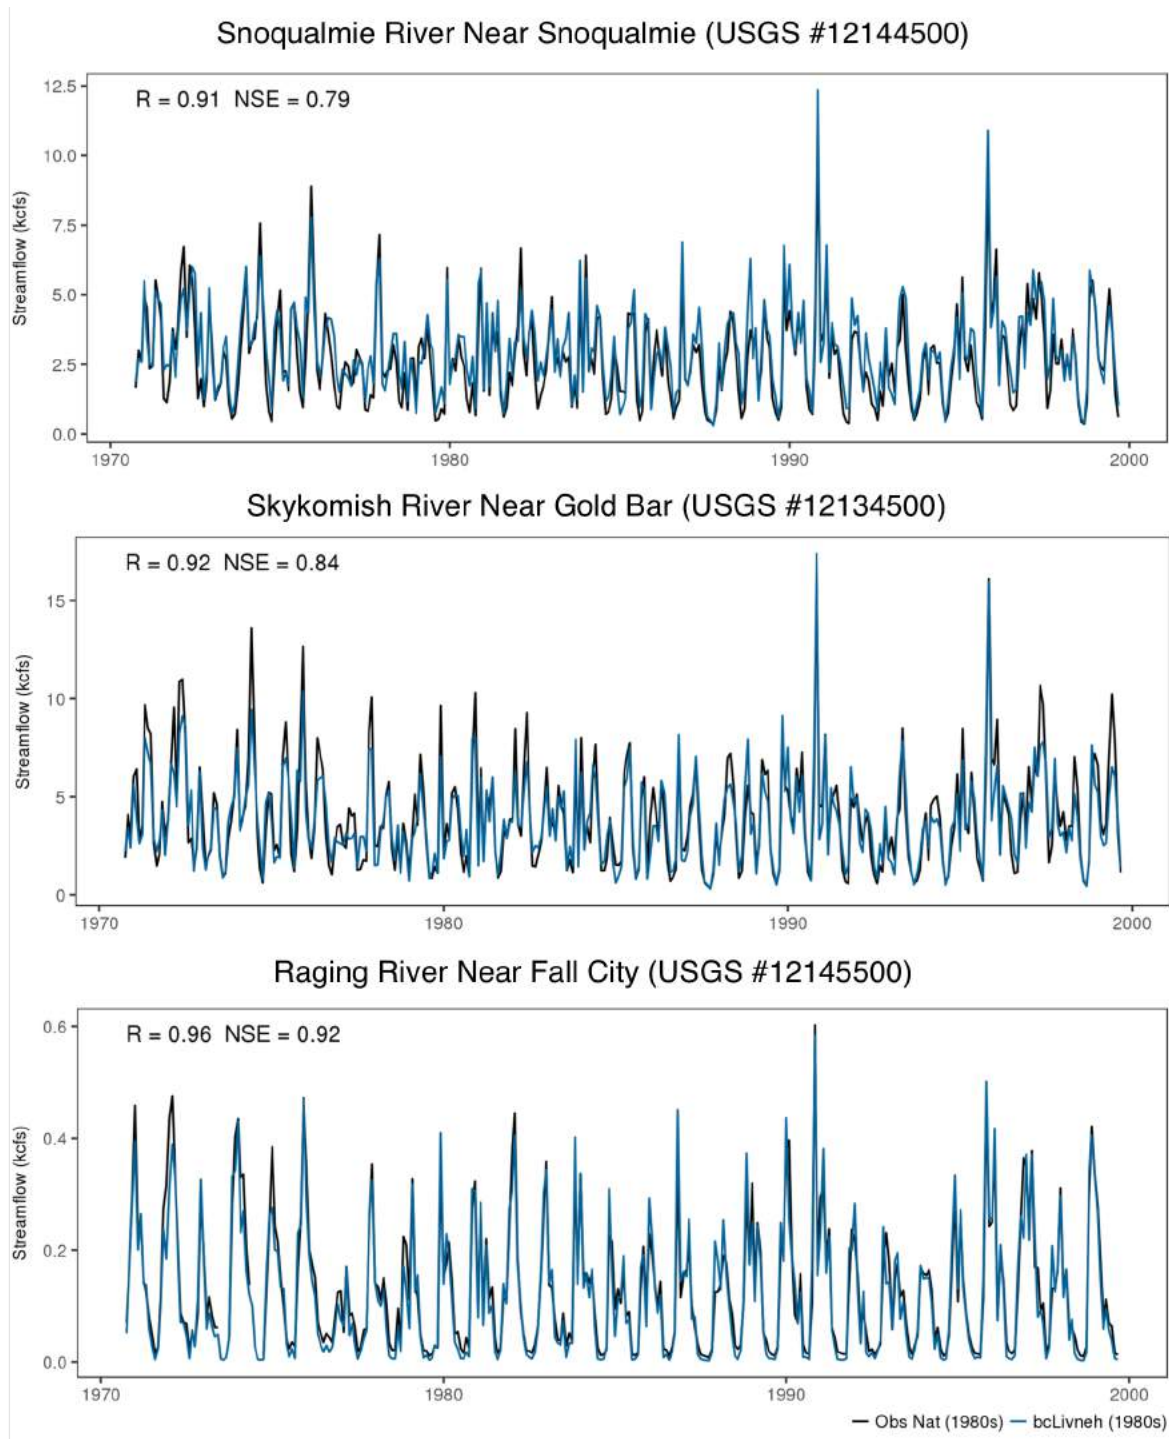 Snoqualmie River Near Snoqualmie (USGS #12144500)
R = 0.91 NSE = 0.79
Streamflow (kcfs)
12.5
10.0
7.5
5.0
2.5
0.0
1970 1980 1990 2000
Skykomish River Near Gold Bar (USGS #12134500)
R = 0.92 NSE = 0.84
Streamflow (kcfs)
15
10
5
0
1970 1980 1990 2000
Raging River Near Fall City (USGS #12145500)
R = 0.96 NSE = 0.92
Streamflow (kcfs)
0.6
0.4
0.2
0.0
1970 1980 1990 2000
Obs Nat (1980s) bcLivneh (1980s)